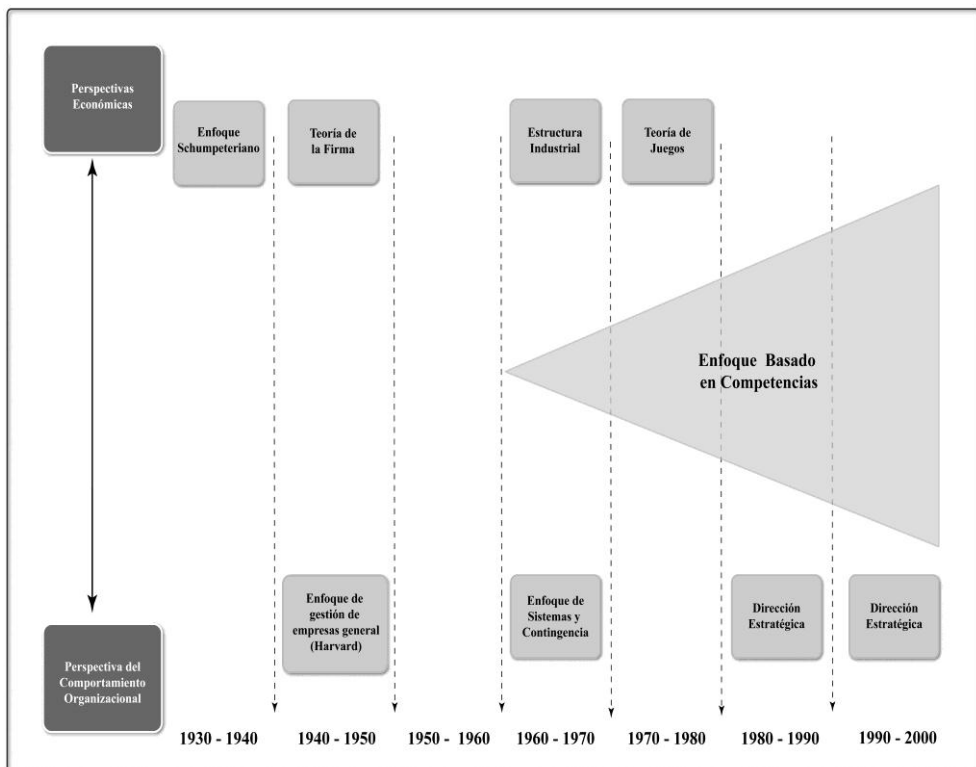 Perspectivas
Económicas
Enfoque
Schumpeteriano
Teoría de
la Firma
Estructura
Industrial
Teoría de
Juegos
Enfoque Basado
en Competencias
Enfoque de
gestión de
empresas general
(Harvard)
Enfoque de
Sistemas y
Contingencia
Dirección
Estratégica
Dirección
Estratégica
Perspectiva del
Comportamiento
Organizacional
1930 - 1940
1940 - 1950
1950 - 1960
1960 - 1970
1970 - 1980
1980 - 1990
1990 - 2000